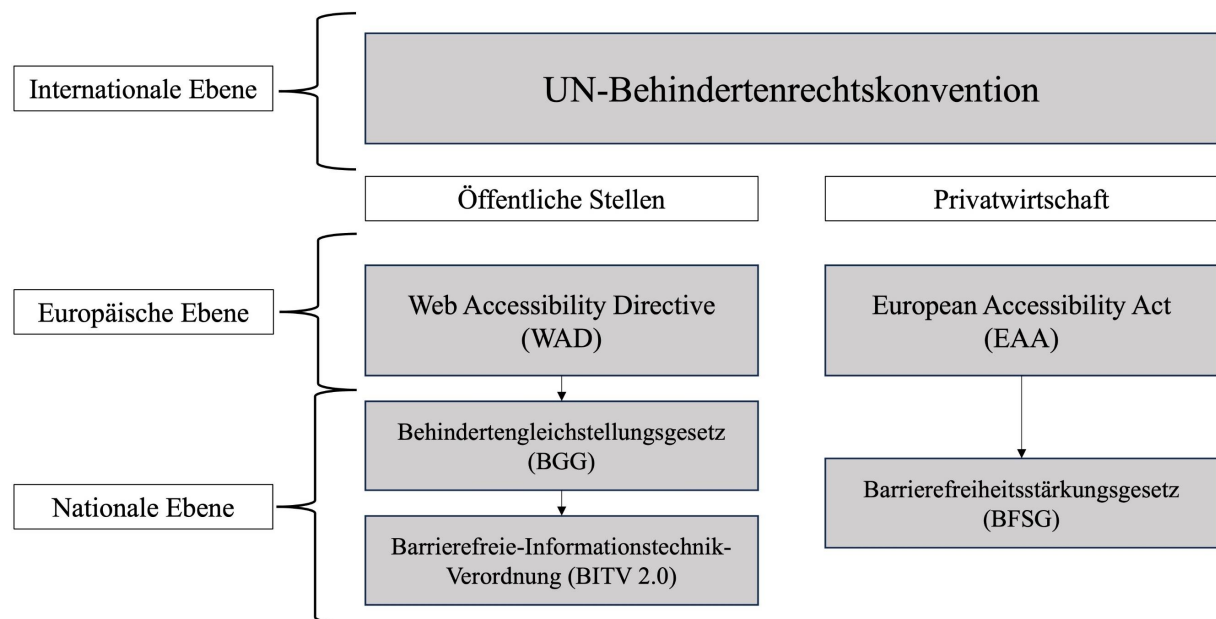 Internationale Ebene
UN-Behindertenrechtskonvention
Öffentliche Stellen
Privatwirtschaft
Europäische Ebene
Web Accessibility Directive
(WAD)
European Accessibility Act
(EAA)
Nationale Ebene
Behindertengleichstellungsgesetz
(BGG)
Barrierefreie-Informationstechnik-
Verordnung (BITV 2.0)
Barrierefreiheitsstärkungsgesetz
(BFSG)